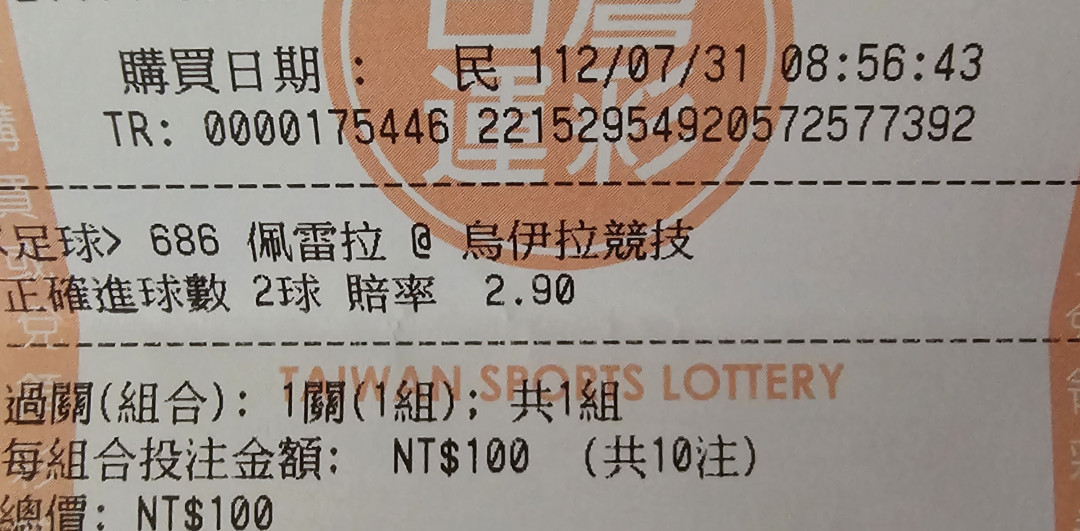 購買日期： 民 112/07/31 08:56:43
TR: 0000175446 22152954920572577392
<足球> 686 佩雷拉 @ 烏伊拉競技
正確進球數 2球 賠率 2.90
TAIWAN SPORTS LOTTERY
過關(組合): 1關(1組); 共1組
每組合投注金額: NT$100 (共10注)
總價: NT$100